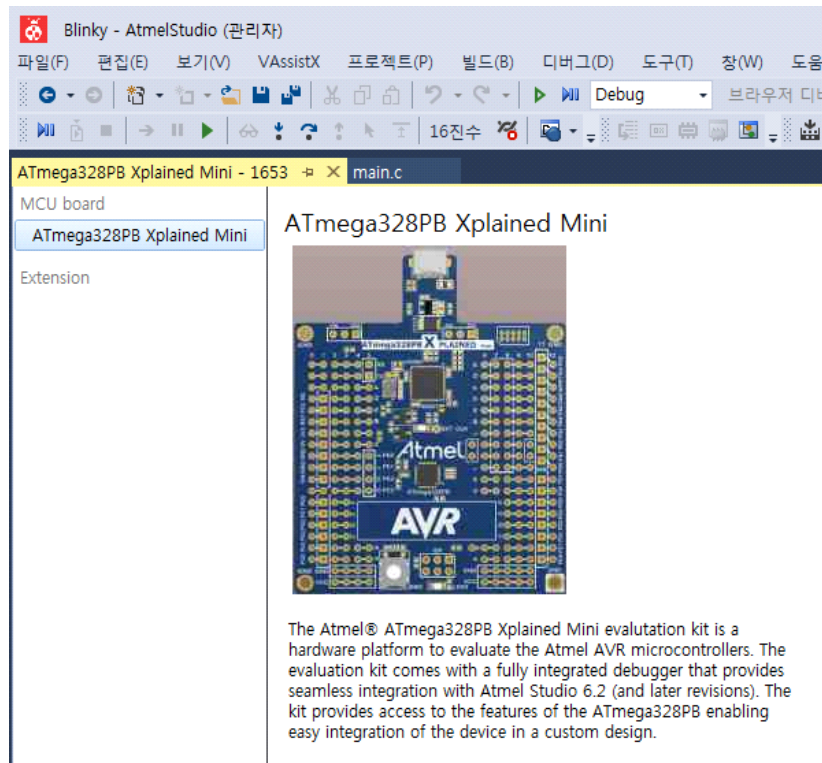 Blinky - AtmelStudio (관리자)
파일(F) 편집(E) 보기(V) VAssistX 프로젝트(P) 빌드(B) 디버그(D) 도구(T) 창(W) 도움
Debug 브라우저 디버
16진수
ATmega328PB Xplained Mini - 1653 main.c
MCU board
ATmega328PB Xplained Mini
Extension
ATmega328PB Xplained Mini
ATmega328PB XPLAINED
Atmel
AVR
The Atmel® ATmega328PB Xplained Mini evalutation kit is a
hardware platform to evaluate the Atmel AVR microcontrollers. The
evaluation kit comes with a fully integrated debugger that provides
seamless integration with Atmel Studio 6.2 (and later revisions). The
kit provides access to the features of the ATmega328PB enabling
easy integration of the device in a custom design.